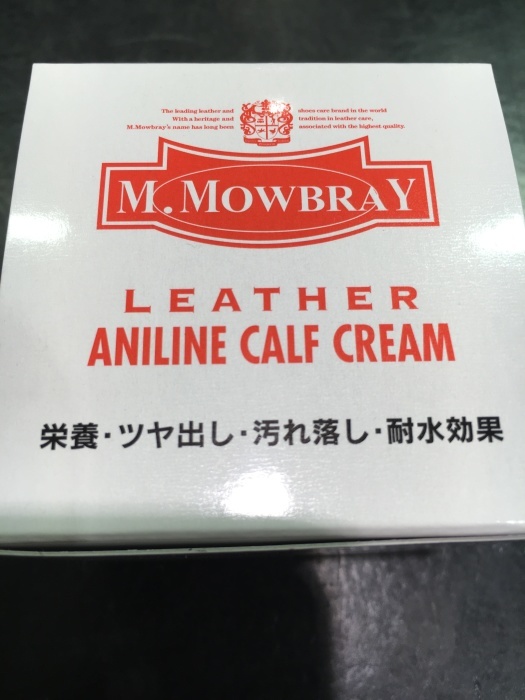 The leading leather and shoes care brand in the world
With a heritage and tradition in leather care,
M.Mowbray's name has long been associated with the highest quality.
M. MOWBRAY
LEATHER
ANILINE CALF CREAM
栄養・ツヤ出し・汚れ落し・耐水効果